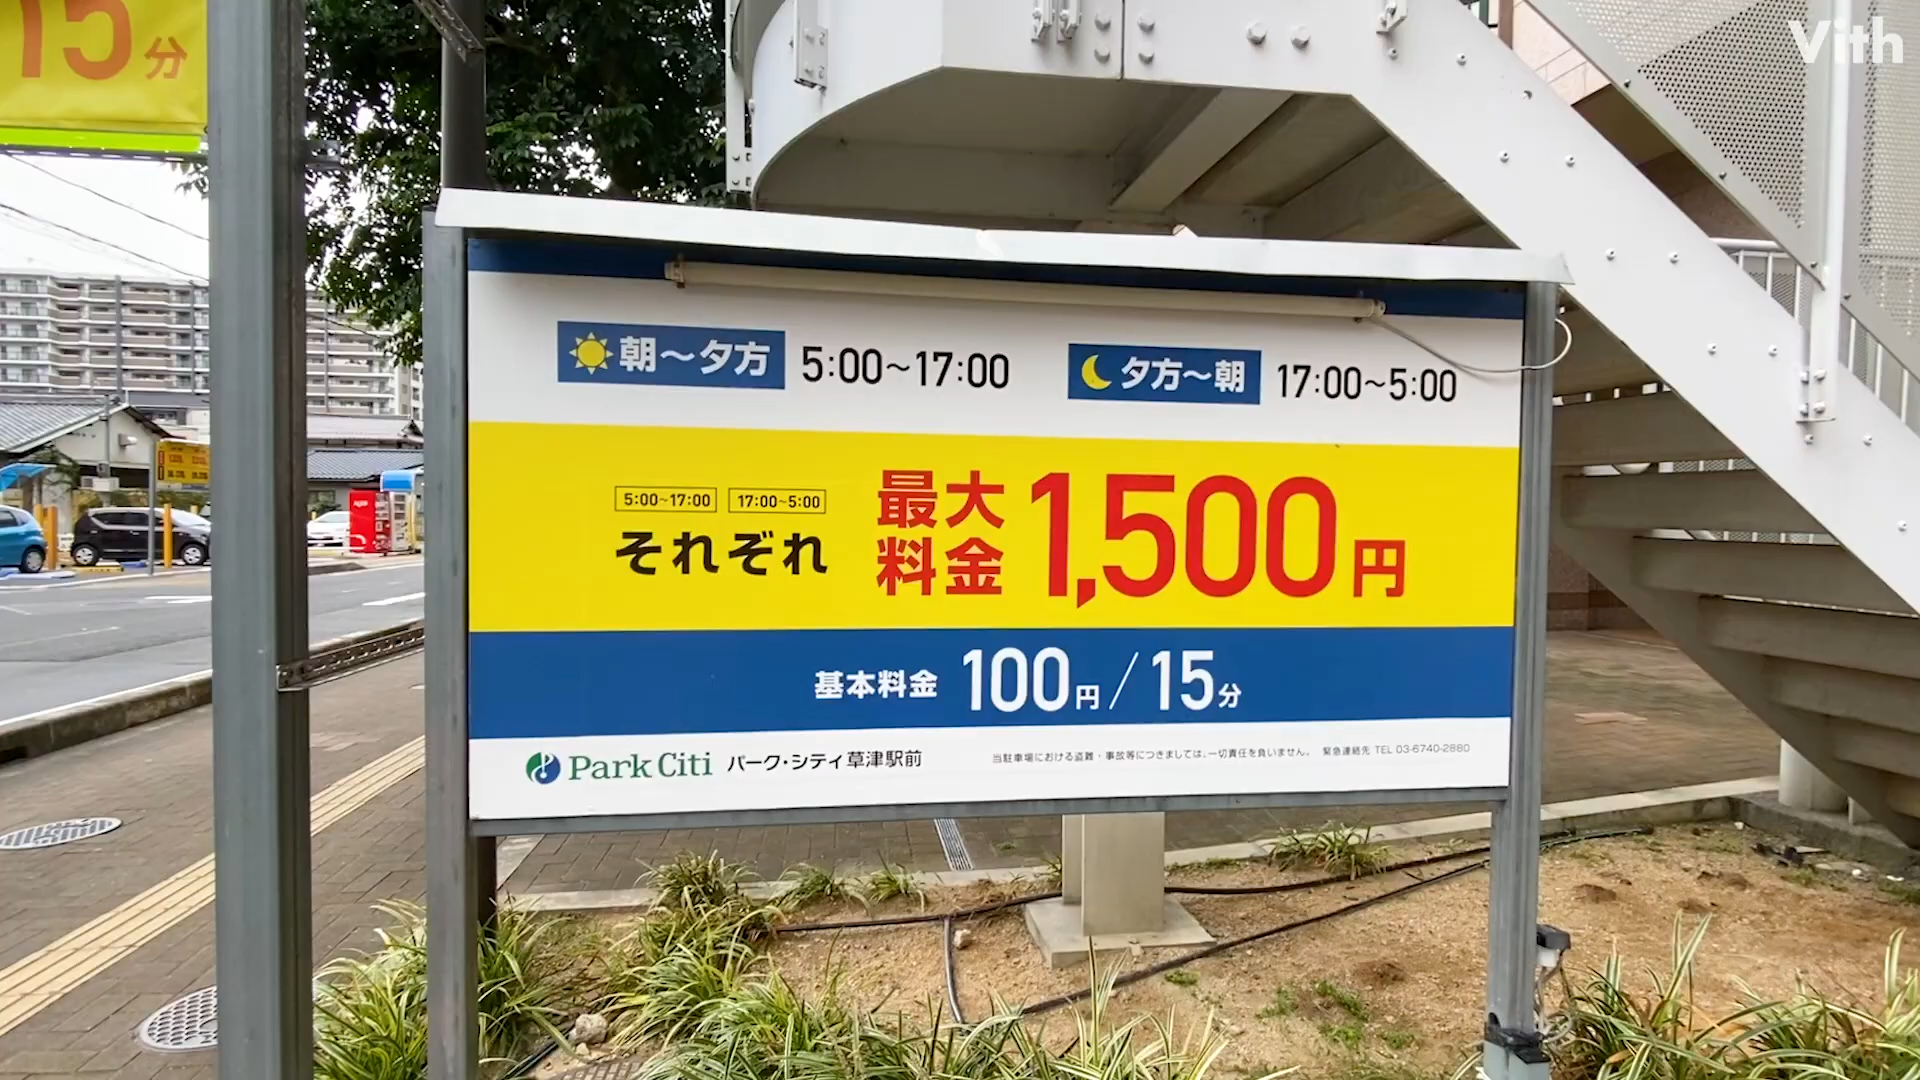 15分
Vith
朝～夕方 5:00～17:00
夕方～朝 17:00～5:00
5:00～17:00 17:00～5:00
それぞれ
最大料金 1,500円
基本料金 100円/15分
Park Citi パーク・シティ草津駅前
当駐車場における盗難・事故等につきましては、一切責任を負いません。 緊急連絡先 TEL 03-6740-2880